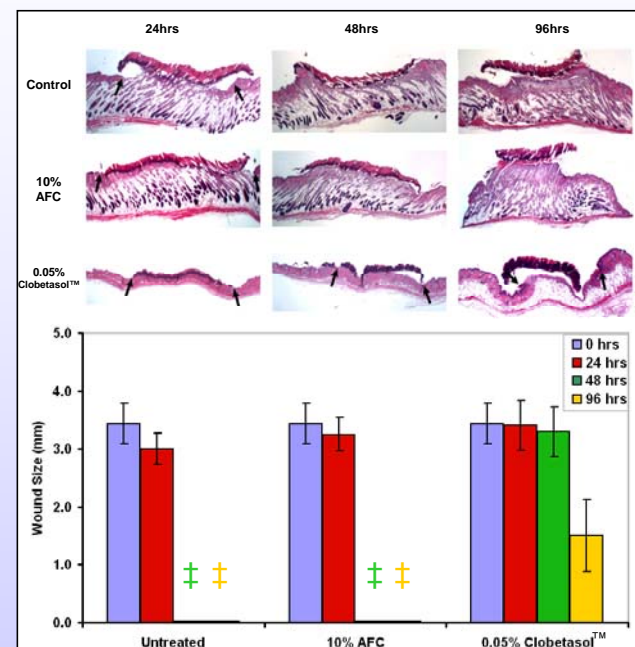 24hrs 48hrs 96hrs
Control
10%
AFC
0.05%
Clobetasol™
5.0
4.0
3.0
2.0
1.0
0.0
Wound Size (mm)
0 hrs
24 hrs
48 hrs
96 hrs
‡ ‡ ‡ ‡
Untreated 10% AFC 0.05% Clobetasol™